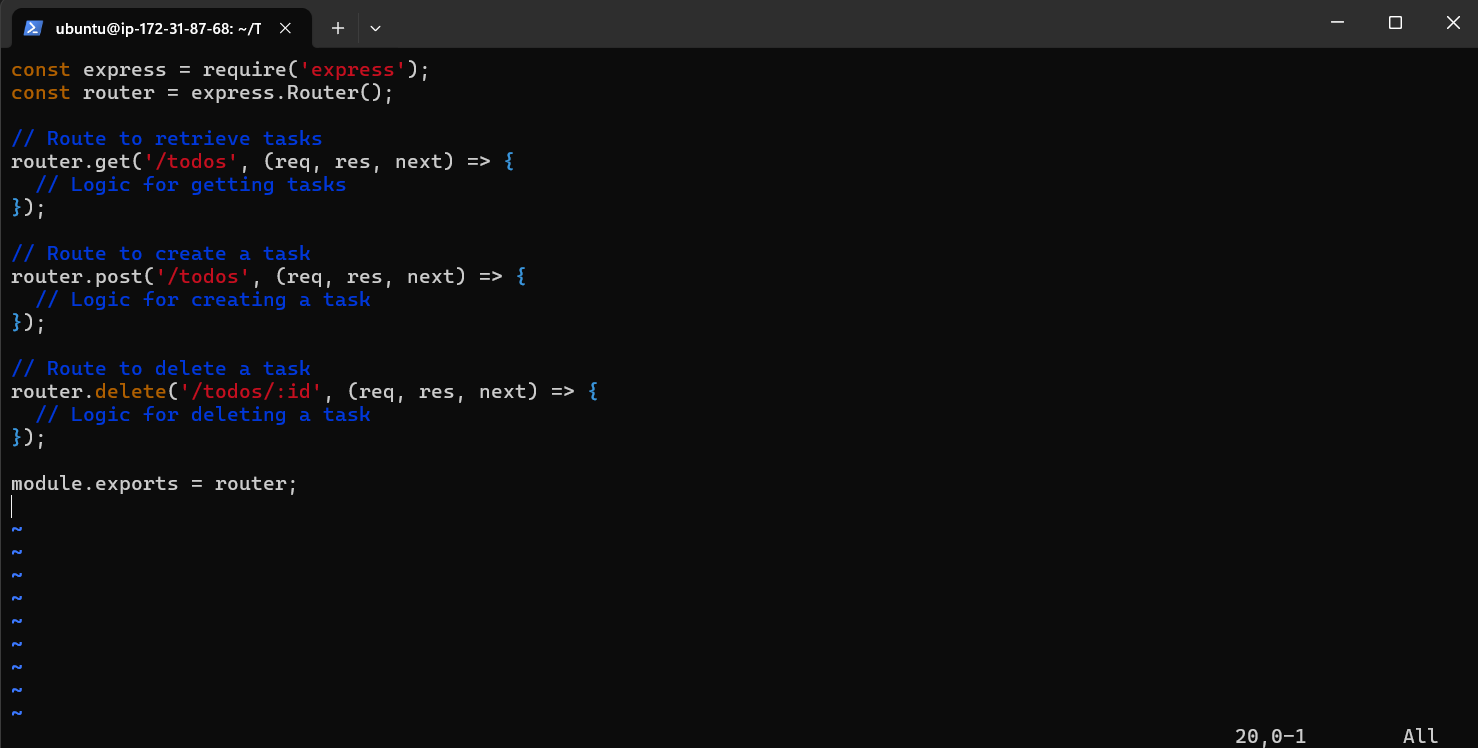 ubuntu@ip-172-31-87-68: ~/T
const express = require('express');
const router = express.Router();
// Route to retrieve tasks
router.get('/todos', (req, res, next) => {
  // Logic for getting tasks
});
// Route to create a task
router.post('/todos', (req, res, next) => {
  // Logic for creating a task
});
// Route to delete a task
router.delete('/todos/:id', (req, res, next) => {
  // Logic for deleting a task
});
module.exports = router;
~
~
~
~
~
~
~
~
~
20,0-1 All